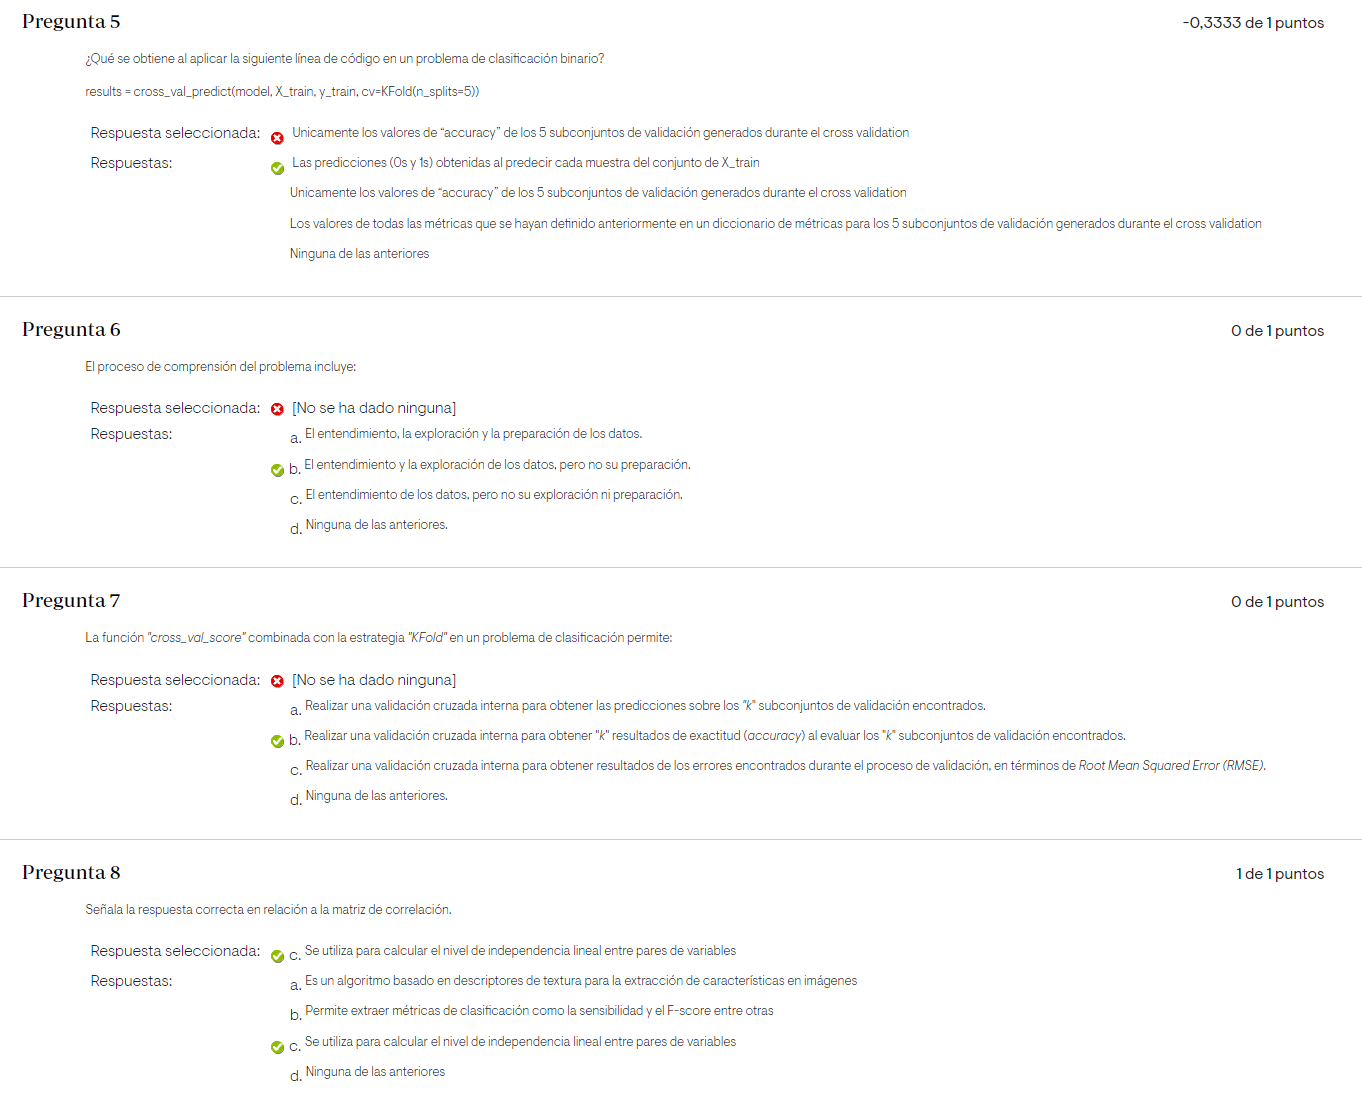 Pregunta 5
-0,3333 de 1 puntos
¿Qué se obtiene al aplicar la siguiente línea de código en un problema de clasificación binario?
results = cross_val_predict(model, X_train, y_train, cv=KFold(n_splits=5))
Respuesta seleccionada: Unicamente los valores de “accuracy” de los 5 subconjuntos de validación generados durante el cross validation
Respuestas: Las predicciones (0s y 1s) obtenidas al predecir cada muestra del conjunto de X_train
Unicamente los valores de “accuracy” de los 5 subconjuntos de validación generados durante el cross validation
Los valores de todas las métricas que se hayan definido anteriormente en un diccionario de métricas para los 5 subconjuntos de validación generados durante el cross validation
Ninguna de las anteriores
Pregunta 6
0 de 1 puntos
El proceso de comprensión del problema incluye:
Respuesta seleccionada: [No se ha dado ninguna]
Respuestas: a. El entendimiento, la exploración y la preparación de los datos.
b. El entendimiento y la exploración de los datos, pero no su preparación.
c. El entendimiento de los datos, pero no su exploración ni preparación.
d. Ninguna de las anteriores.
Pregunta 7
0 de 1 puntos
La función "cross_val_score" combinada con la estrategia "KFold" en un problema de clasificación permite:
Respuesta seleccionada: [No se ha dado ninguna]
Respuestas: a. Realizar una validación cruzada interna para obtener las predicciones sobre los "k" subconjuntos de validación encontrados.
b. Realizar una validación cruzada interna para obtener "k" resultados de exactitud (accuracy) al evaluar los "k" subconjuntos de validación encontrados.
c. Realizar una validación cruzada interna para obtener resultados de los errores encontrados durante el proceso de validación, en términos de Root Mean Squared Error (RMSE).
d. Ninguna de las anteriores.
Pregunta 8
1 de 1 puntos
Señala la respuesta correcta en relación a la matriz de correlación.
Respuesta seleccionada: c. Se utiliza para calcular el nivel de independencia lineal entre pares de variables
Respuestas: a. Es un algoritmo basado en descriptores de textura para la extracción de características en imágenes
b. Permite extraer métricas de clasificación como la sensibilidad y el F-score entre otras
c. Se utiliza para calcular el nivel de independencia lineal entre pares de variables
d. Ninguna de las anteriores